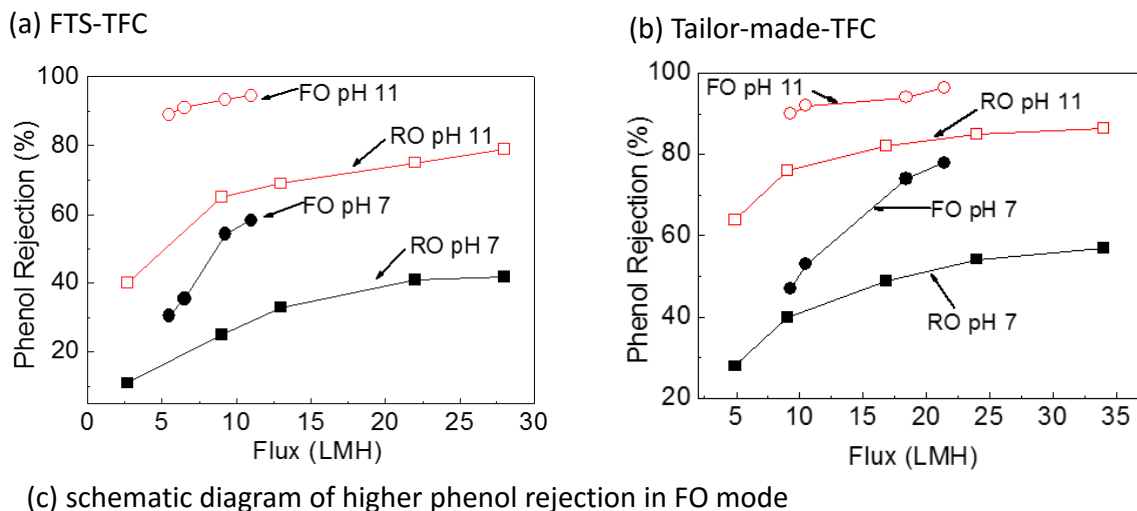 (a) FTS-TFC
Phenol Rejection (%)
100
80
60
40
20
0
5
10
15
20
25
30
Flux (LMH)
FO pH 11
RO pH 11
FO pH 7
RO pH 7
(b) Tailor-made-TFC
Phenol Rejection (%)
100
80
60
40
20
5
10
15
20
25
30
35
Flux (LMH)
FO pH 11
RO pH 11
FO pH 7
RO pH 7
(c) schematic diagram of higher phenol rejection in FO mode